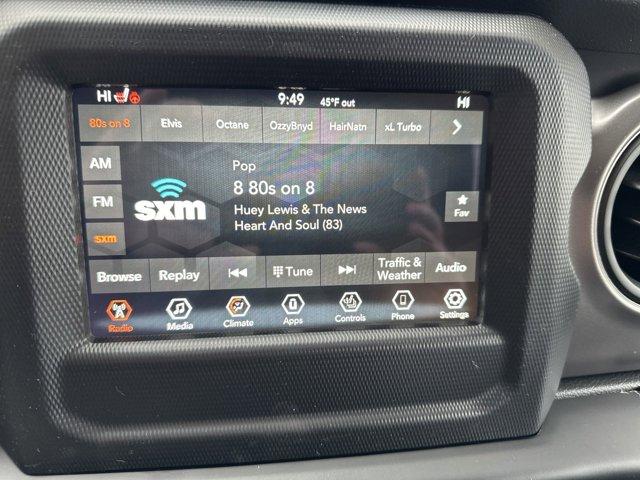 HI 9:49 45°F out HI
80s on 8 Elvis Octane OzzyBnyd HairNatn xL Turbo
AM
FM
sxm
sxm
Pop
8 80s on 8
Huey Lewis & The News
Heart And Soul (83)
Fav
Browse Replay Tune Traffic & Weather Audio
Radio Media Climate Apps Controls Phone Settings